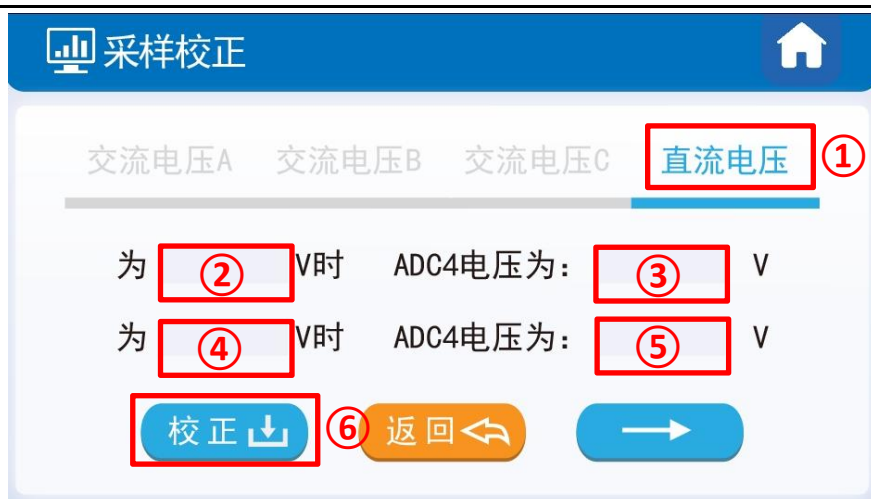 采样校正
交流电压A 交流电压B 交流电压C 直流电压 ①
为 ② V时 ADC4电压为: ③ V
为 ④ V时 ADC4电压为: ⑤ V
校正 ⑥ 返回